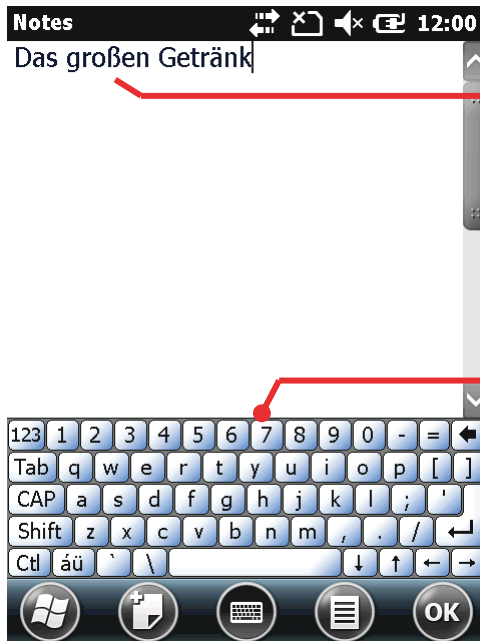 Notes 12:00
Das großen Getränk
123 1 2 3 4 5 6 7 8 9 0 - =
Tab q w e r t y u i o p [ ]
CAP a s d f g h j k l ; '
Shift z x c v b n m , . /
Ctl áü ` \
OK